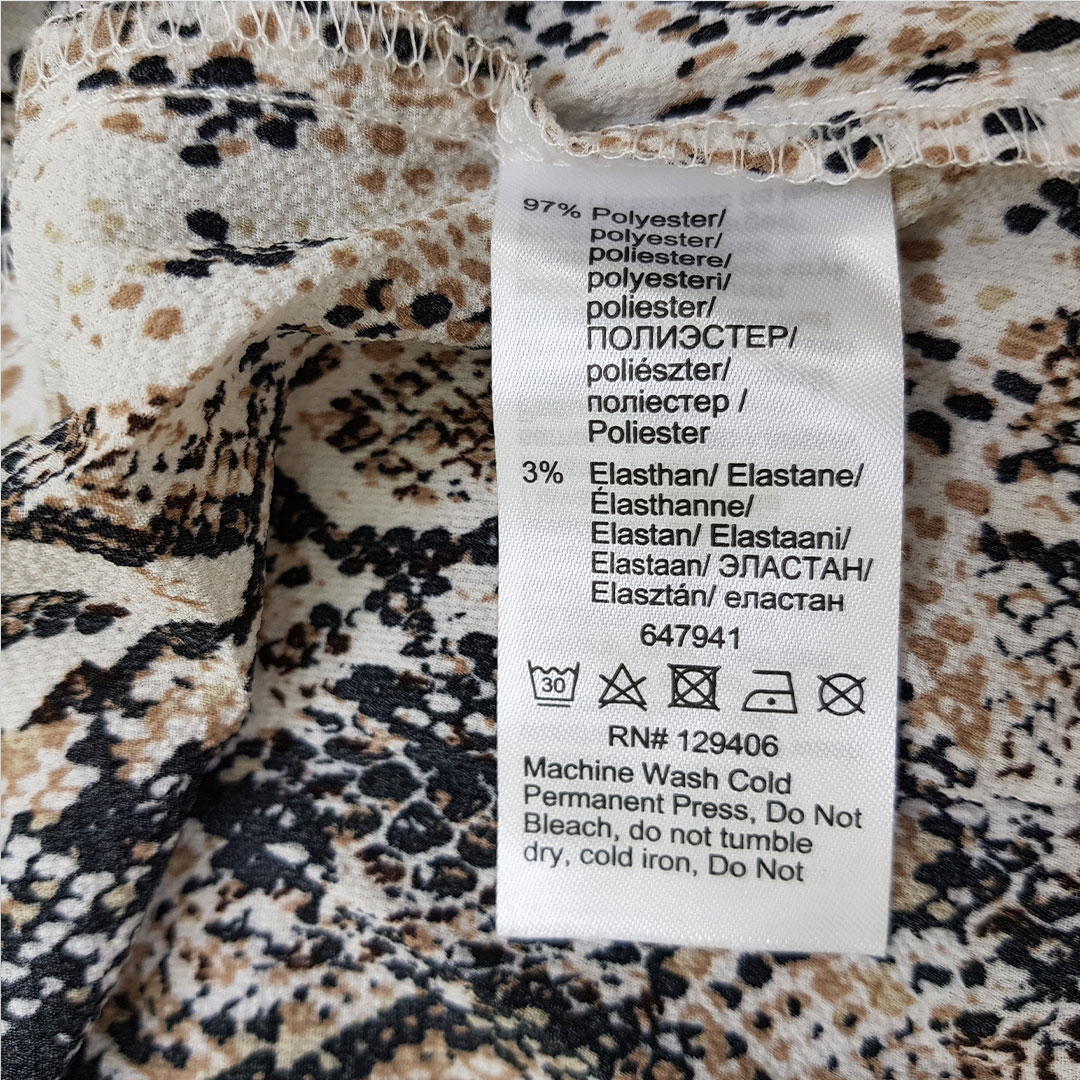 97% Polyester/
polyester/
poliestere/
polyesteri/
poliester/
ПОЛИЭСТЕР/
poliészter/
поліестер /
Poliester
3% Elasthan/ Elastane/
Élasthanne/
Elastan/ Elastaani/
Elastaan/ ЭЛАСТАН/
Elasztán/ еластан
647941
30
RN# 129406
Machine Wash Cold
Permanent Press, Do Not
Bleach, do not tumble
dry, cold iron, Do Not